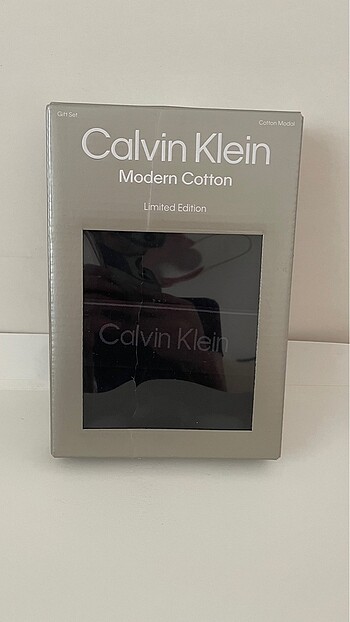 Gift Set
Cotton Modal
Calvin Klein
Modern Cotton
Limited Edition
Calvin Klein